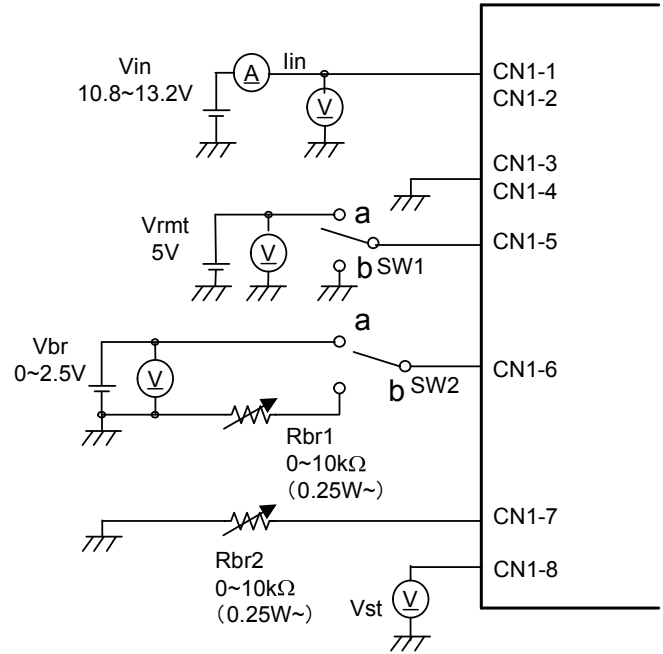 Vin
10.8~13.2V
A
Iin
V
CN1-1
CN1-2
CN1-3
CN1-4
Vrmt
5V
V
a
b SW1
CN1-5
Vbr
0~2.5V
V
a
b SW2
CN1-6
Rbr1
0~10kΩ
(0.25W~)
CN1-7
Rbr2
0~10kΩ
(0.25W~)
CN1-8
Vst
V